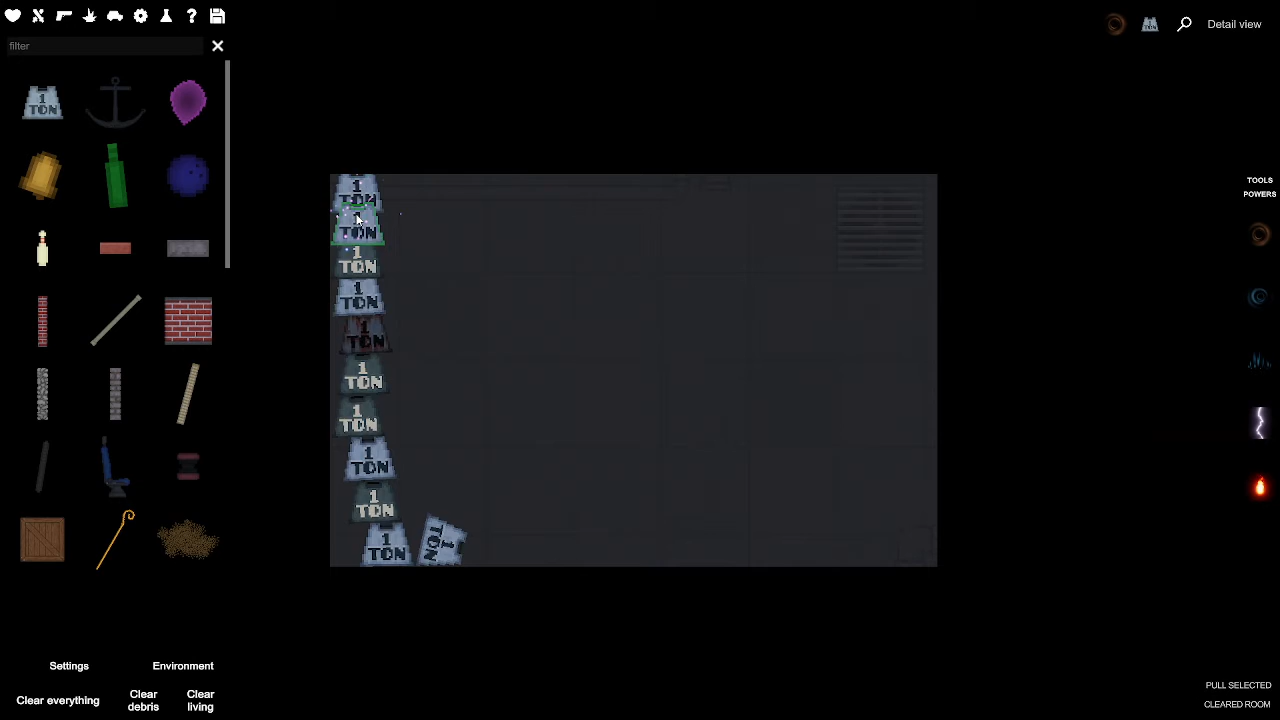 filter
Detail view
1
TON
TOOLS
POWERS
1
TON
1
TON
1
TON
1
TON
1
TON
1
TON
1
TON
1
TON
1
TON
1
TON
1
TON
Settings
Environment
Clear everything
Clear
debris
Clear
living
PULL SELECTED
CLEARED ROOM